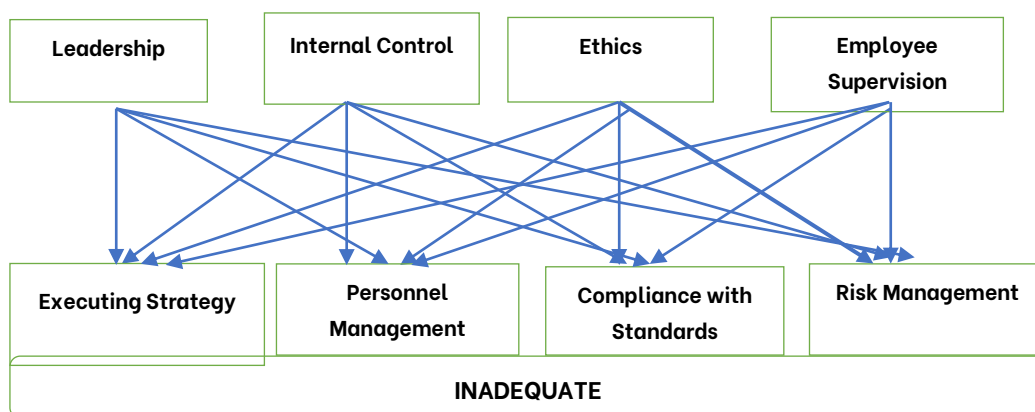 Leadership
Internal Control
Ethics
Employee
Supervision
Executing Strategy
Personnel
Management
Compliance with
Standards
Risk Management
INADEQUATE